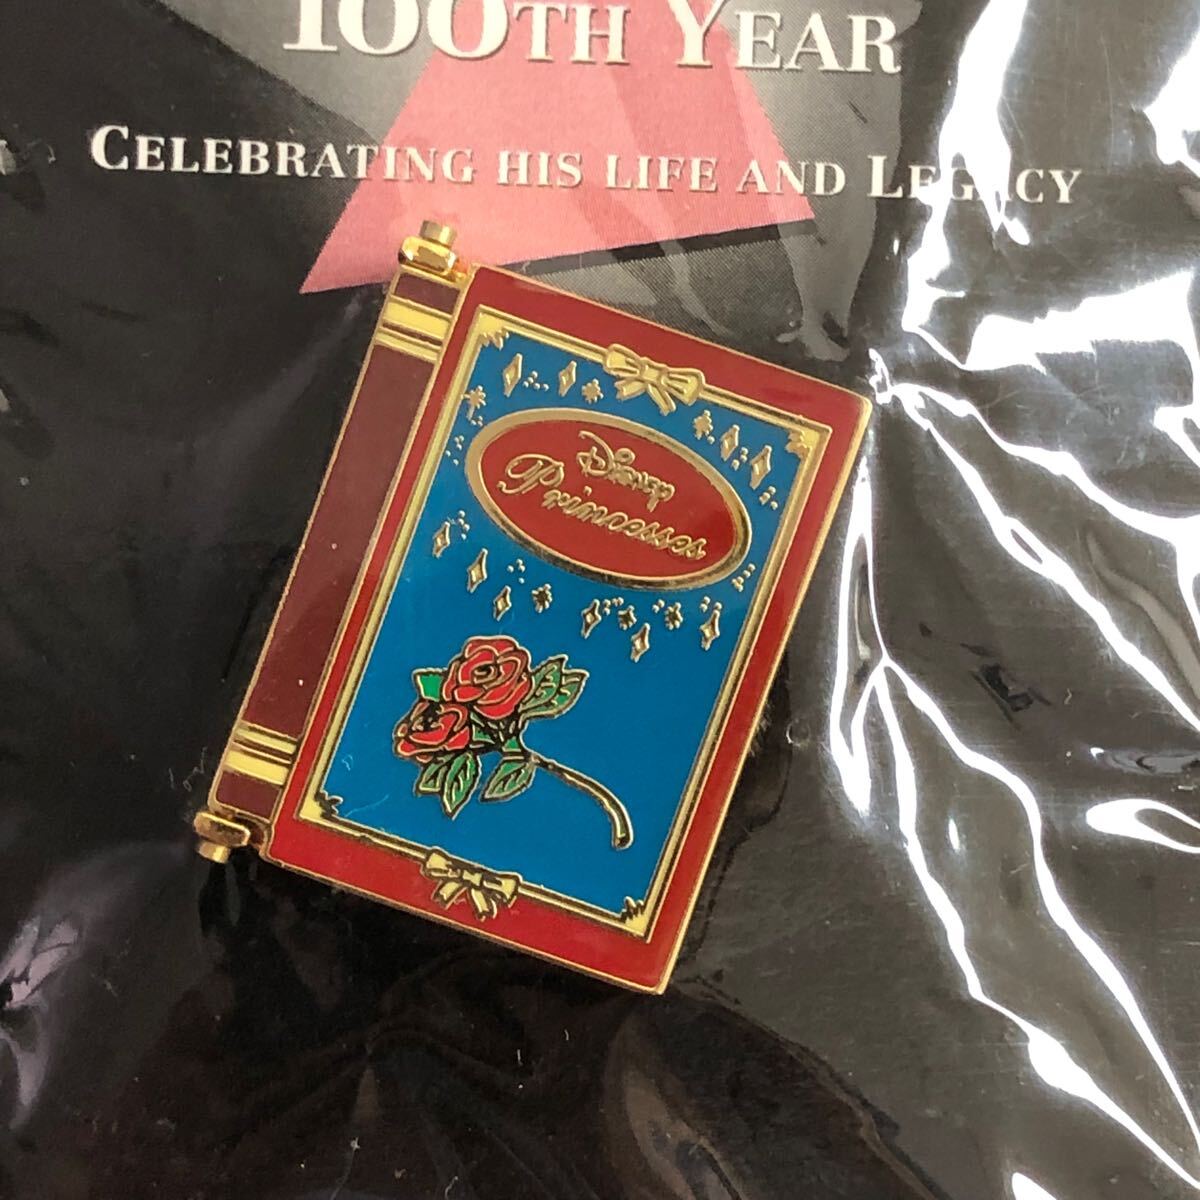 100TH YEAR
CELEBRATING HIS LIFE AND LEGACY
Disney
Princesses